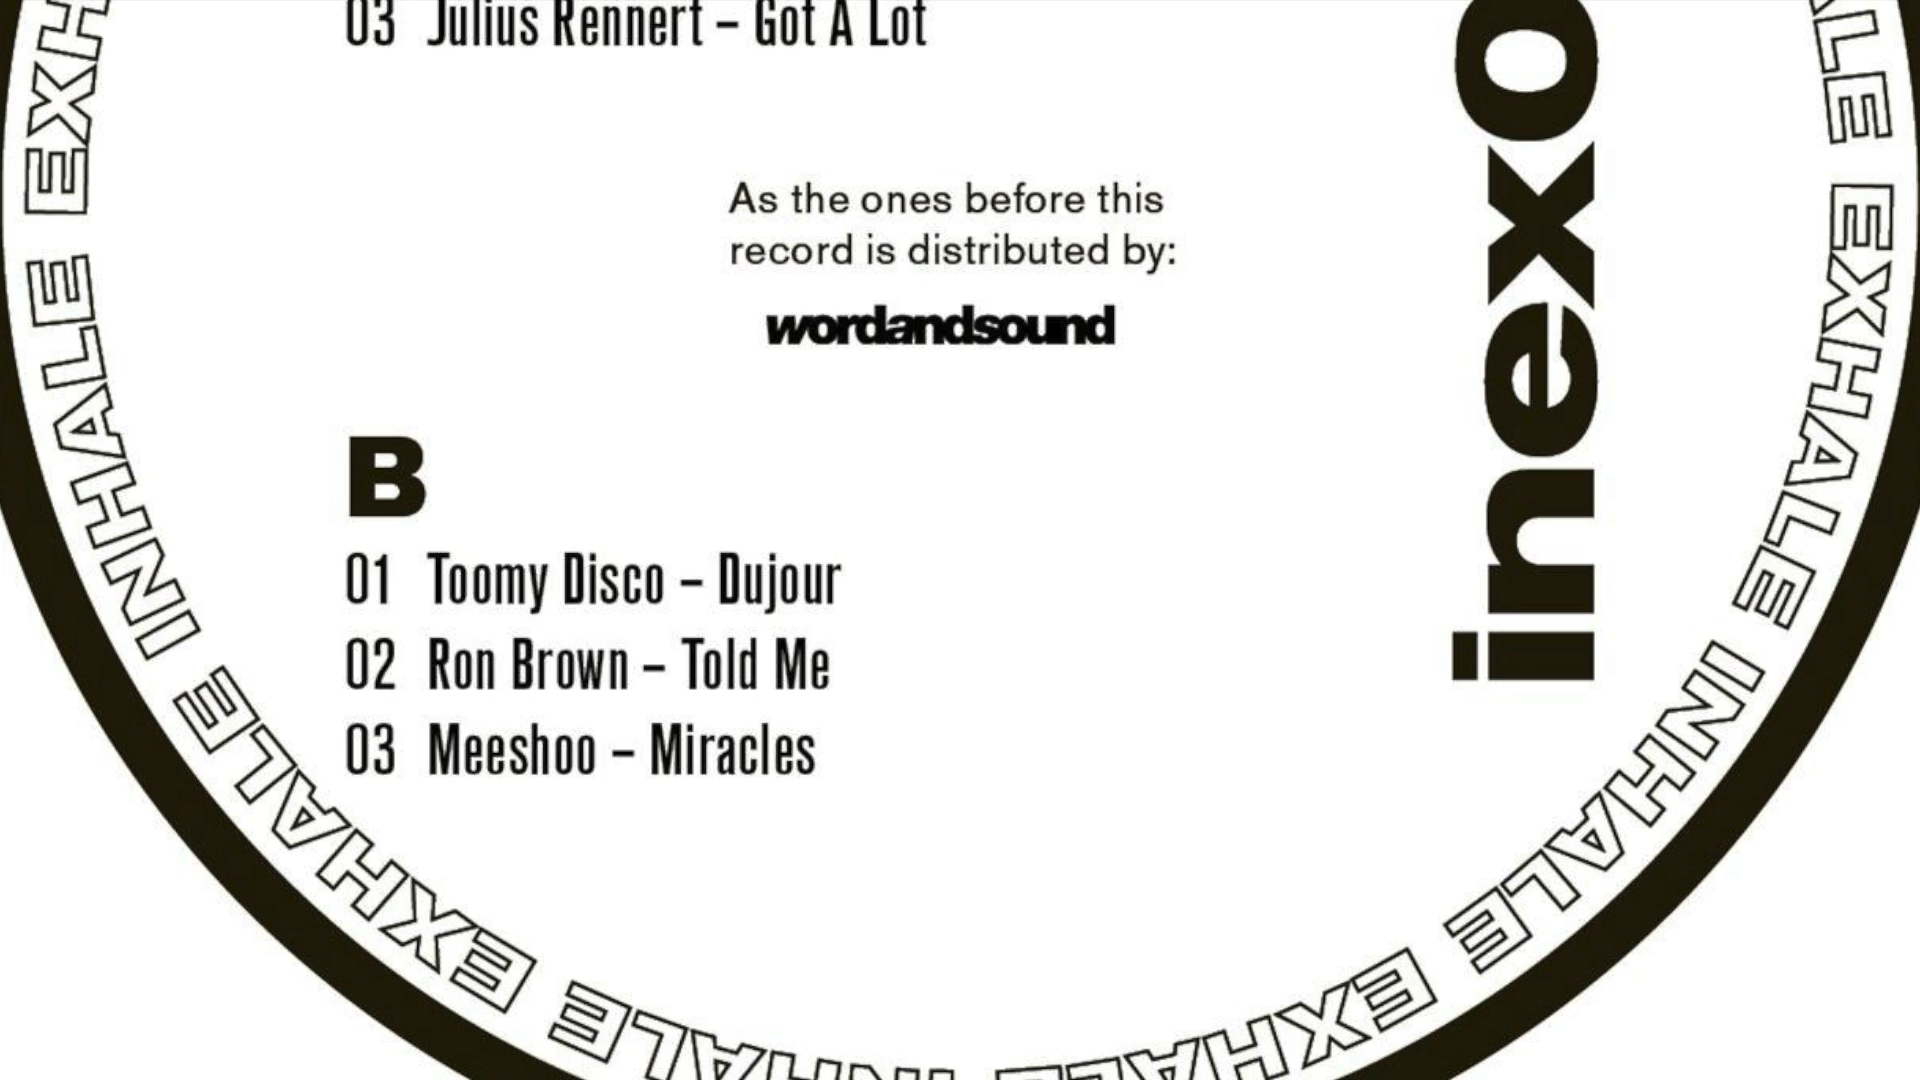 03 Julius Rennert – Got A Lot
As the ones before this
record is distributed by:
wordandsound
B
01 Toomy Disco – Dujour
02 Ron Brown – Told Me
03 Meeshoo – Miracles
inexo
INHALE EXHALE INHALE EXHALE INHALE EXHALE INHALE EXHALE